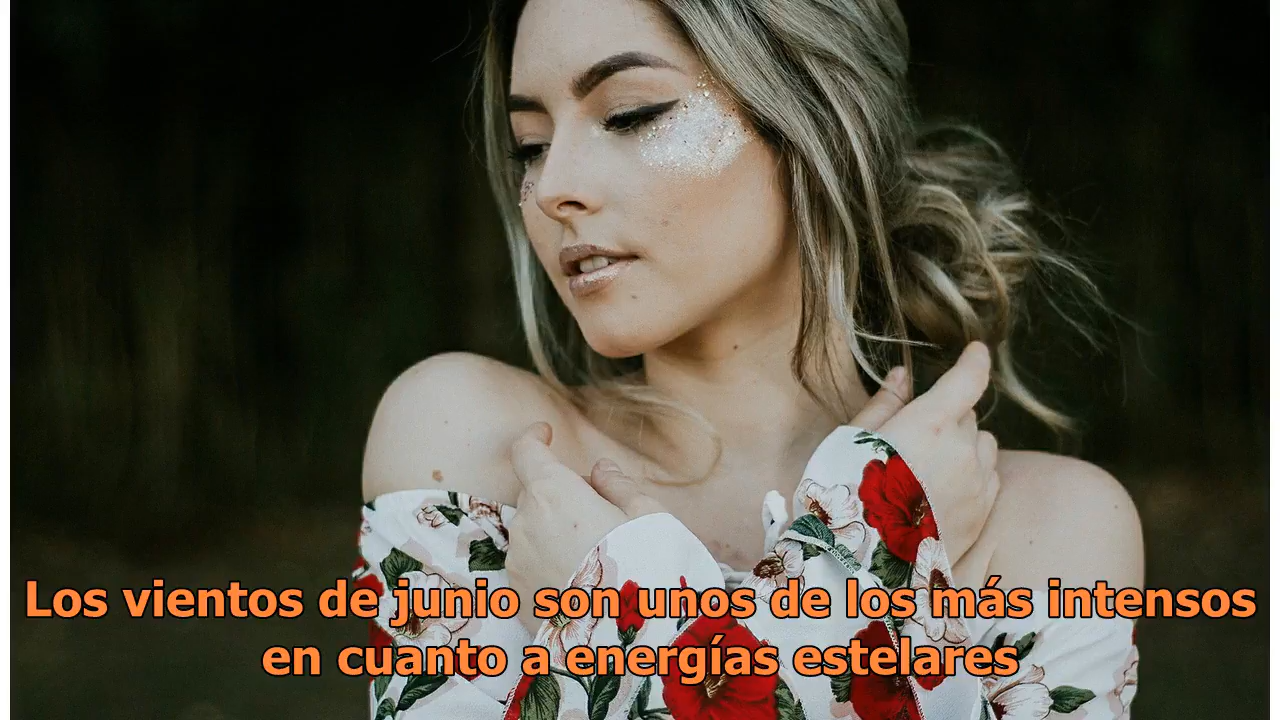 Los vientos de junio son unos de los más intensos
en cuanto a energías estelares